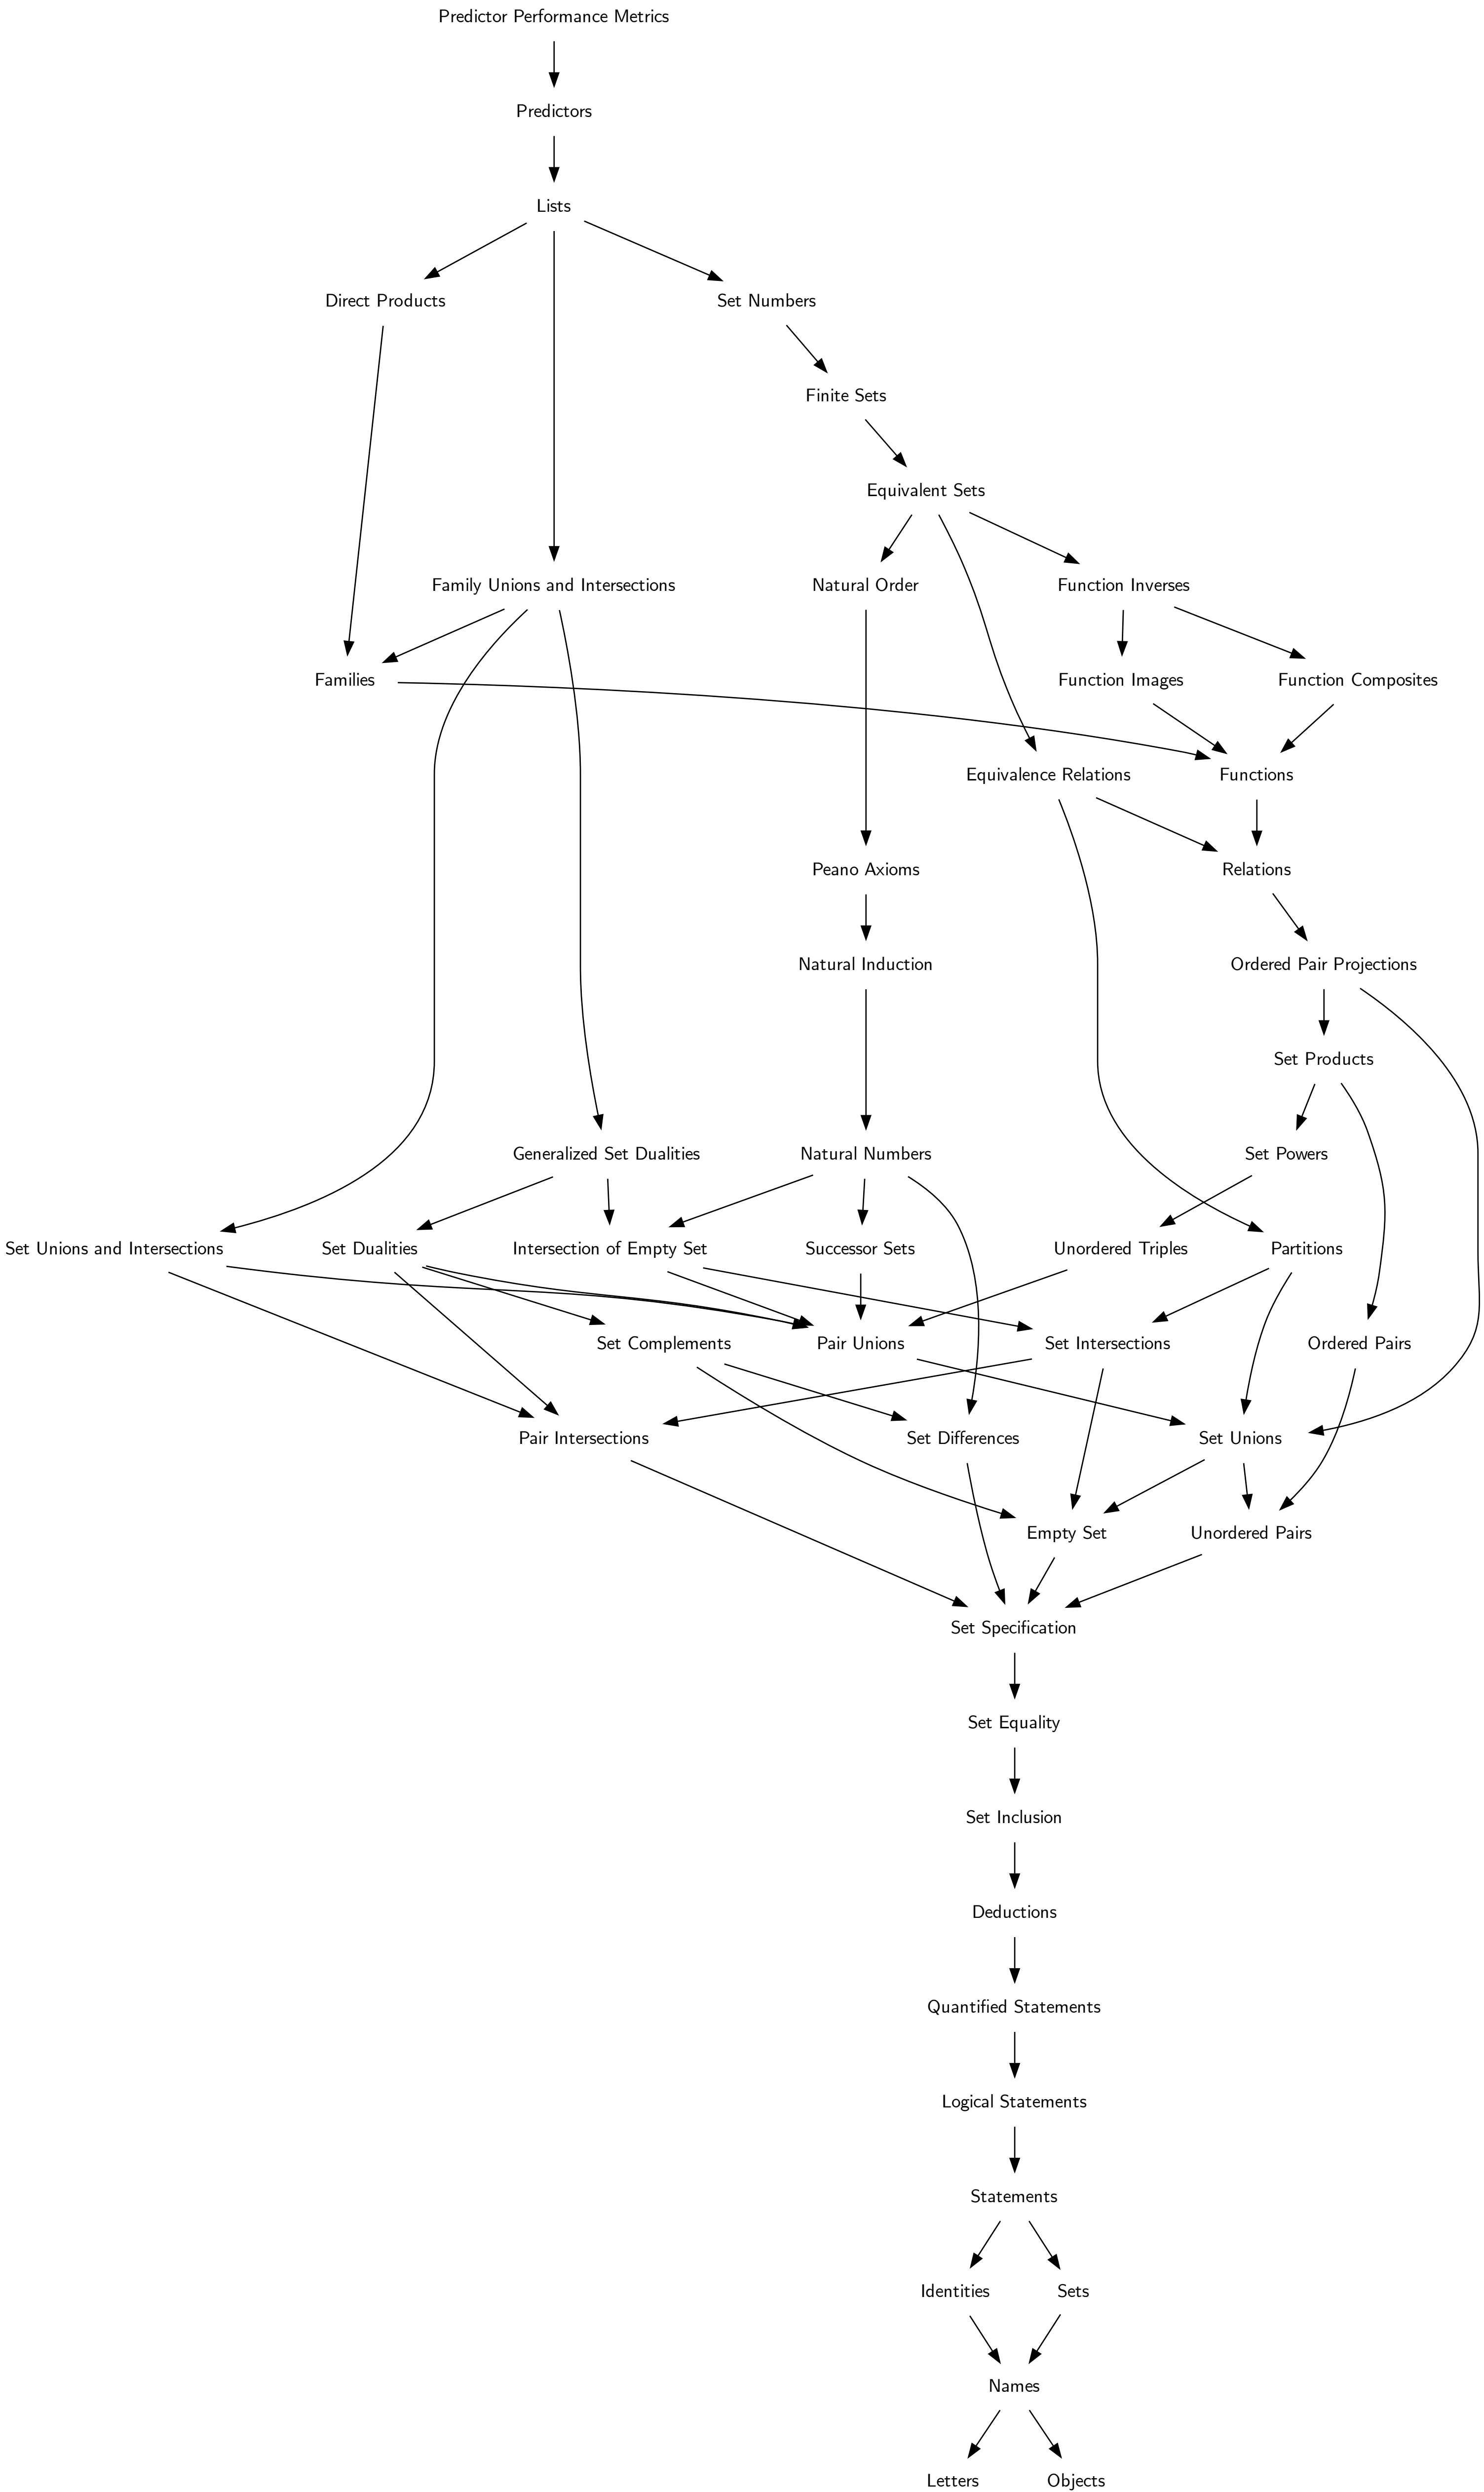 Predictor Performance Metrics
Predictors
Lists
Direct Products
Set Numbers
Finite Sets
Equivalent Sets
Family Unions and Intersections
Natural Order
Function Inverses
Families
Function Images
Function Composites
Equivalence Relations
Functions
Peano Axioms
Relations
Natural Induction
Ordered Pair Projections
Set Products
Generalized Set Dualities
Natural Numbers
Set Powers
Set Unions and Intersections
Set Dualities
Intersection of Empty Set
Successor Sets
Unordered Triples
Partitions
Set Complements
Pair Unions
Set Intersections
Ordered Pairs
Pair Intersections
Set Differences
Set Unions
Empty Set
Unordered Pairs
Set Specification
Set Equality
Set Inclusion
Deductions
Quantified Statements
Logical Statements
Statements
Identities
Sets
Names
Letters
Objects